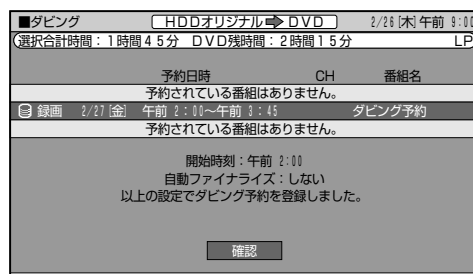 ■ダビング HDDオリジナル➡DVD 2/26[木]午前 9:00
選択合計時間：1時間45分 DVD残時間：2時間15分 LP
予約日時 CH 番組名
予約されている番組はありません。
録画 2/27[金] 午前 2:00～午前 3:45 ダビング予約
予約されている番組はありません。
開始時刻：午前 2:00
自動ファイナライズ：しない
以上の設定でダビング予約を登録しました。
確認